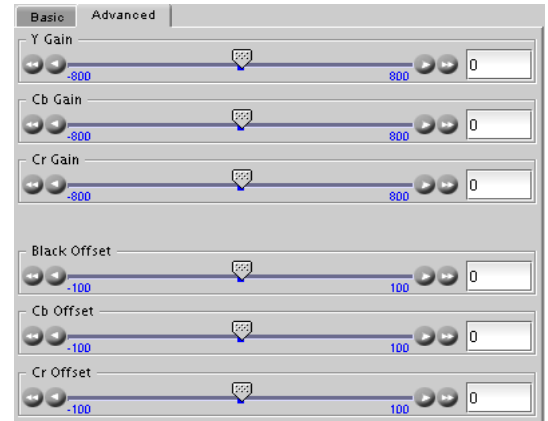 Basic Advanced
Y Gain
0
-800 800
Cb Gain
0
-800 800
Cr Gain
0
-800 800
Black Offset
0
-100 100
Cb Offset
0
-100 100
Cr Offset
0
-100 100